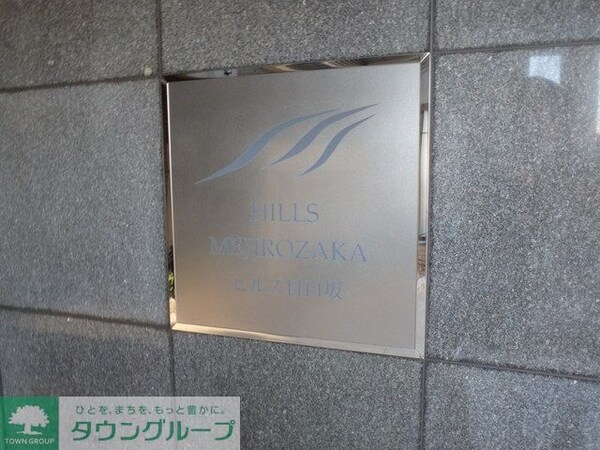 HILLS
MEJIROZAKA
ヒルズ目白坂
ひとを、まちを、もっと豊かに。
TOWN GROUP
タウングループ